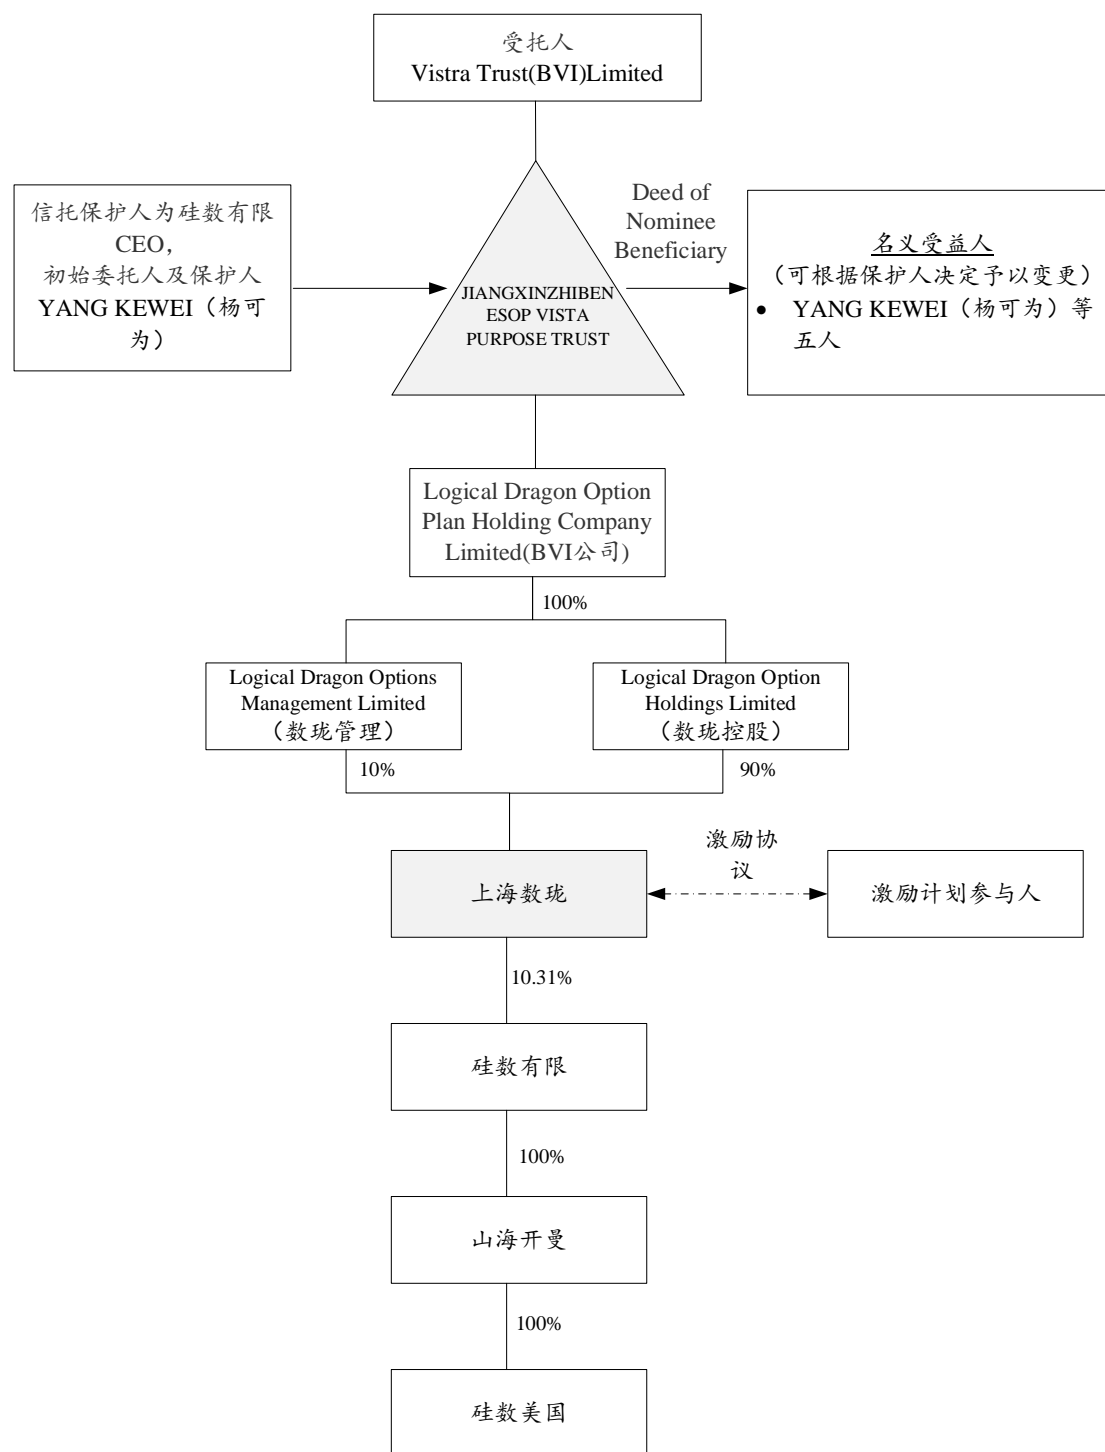 受托人
Vistra Trust(BVI)Limited
信托保护人为硅数有限
CEO，
初始委托人及保护人
YANG KEWEI（杨可
为）
JIANGXINZHIBEN
ESOP VISTA
PURPOSE TRUST
Deed of
Nominee
Beneficiary
名义受益人
（可根据保护人决定予以变更）
• YANG KEWEI（杨可为）等
五人
Logical Dragon Option
Plan Holding Company
Limited(BVI公司)
100%
Logical Dragon Options
Management Limited
（数珑管理）
Logical Dragon Option
Holdings Limited
（数珑控股）
10%
90%
上海数珑
激励协
议
激励计划参与人
10.31%
硅数有限
100%
山海开曼
100%
硅数美国